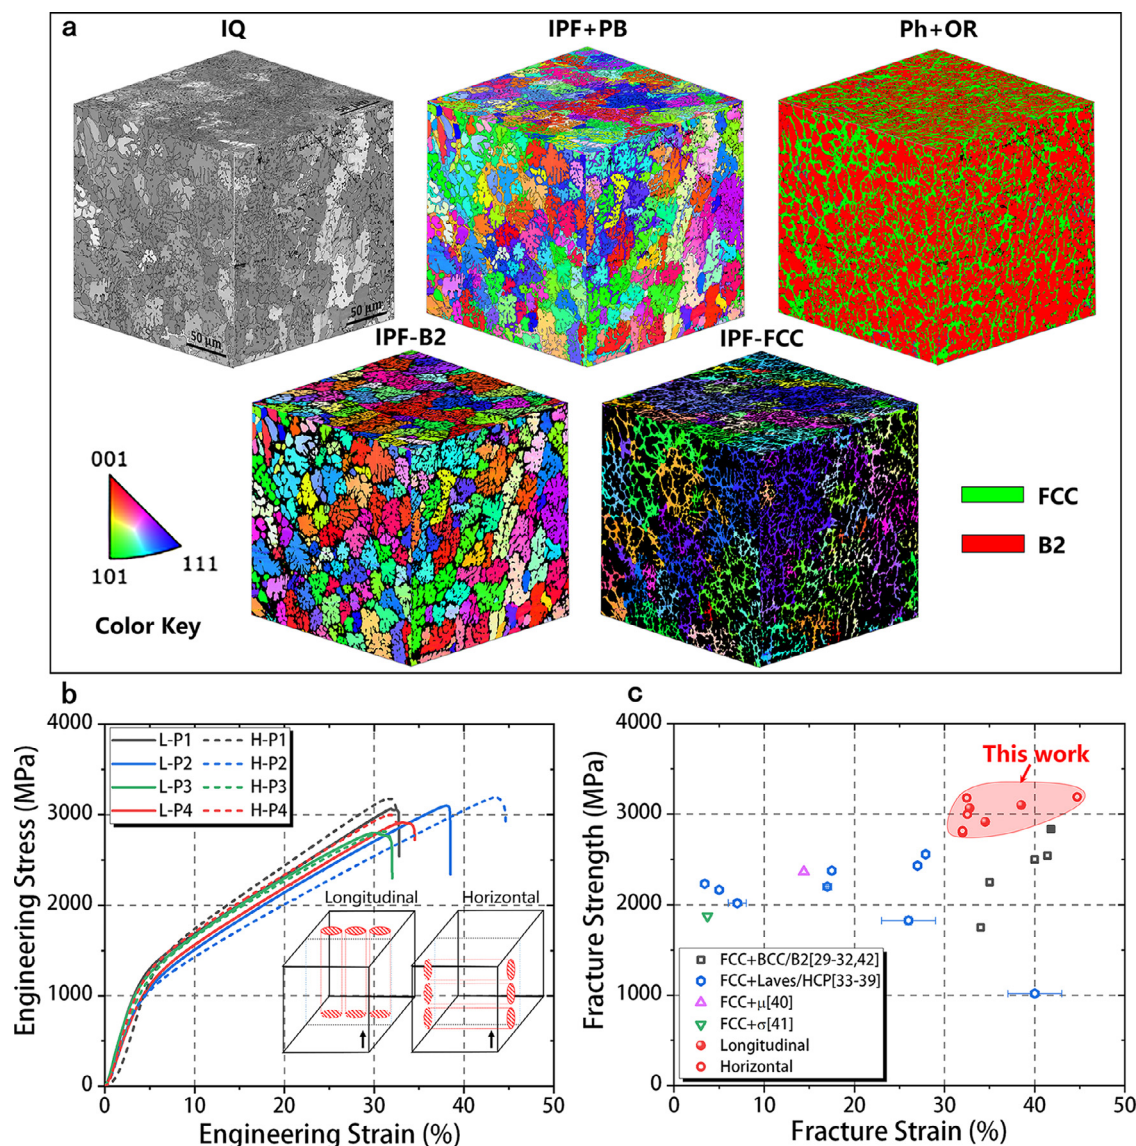 a
IQ
IPF+PB
Ph+OR
50 μm
50 μm
IPF-B2
IPF-FCC
001
101
111
Color Key
FCC
B2
b
Engineering Stress (MPa)
4000
3000
2000
1000
0
L-P1 H-P1
L-P2 H-P2
L-P3 H-P3
L-P4 H-P4
Longitudinal
Horizontal
0 10 20 30 40 50
Engineering Strain (%)
c
Fracture Strength (MPa)
4000
3000
2000
1000
0
This work
FCC+BCC/B2[29-32,42]
FCC+Laves/HCP[33-39]
FCC+μ[40]
FCC+σ[41]
Longitudinal
Horizontal
0 10 20 30 40 50
Fracture Strain (%)